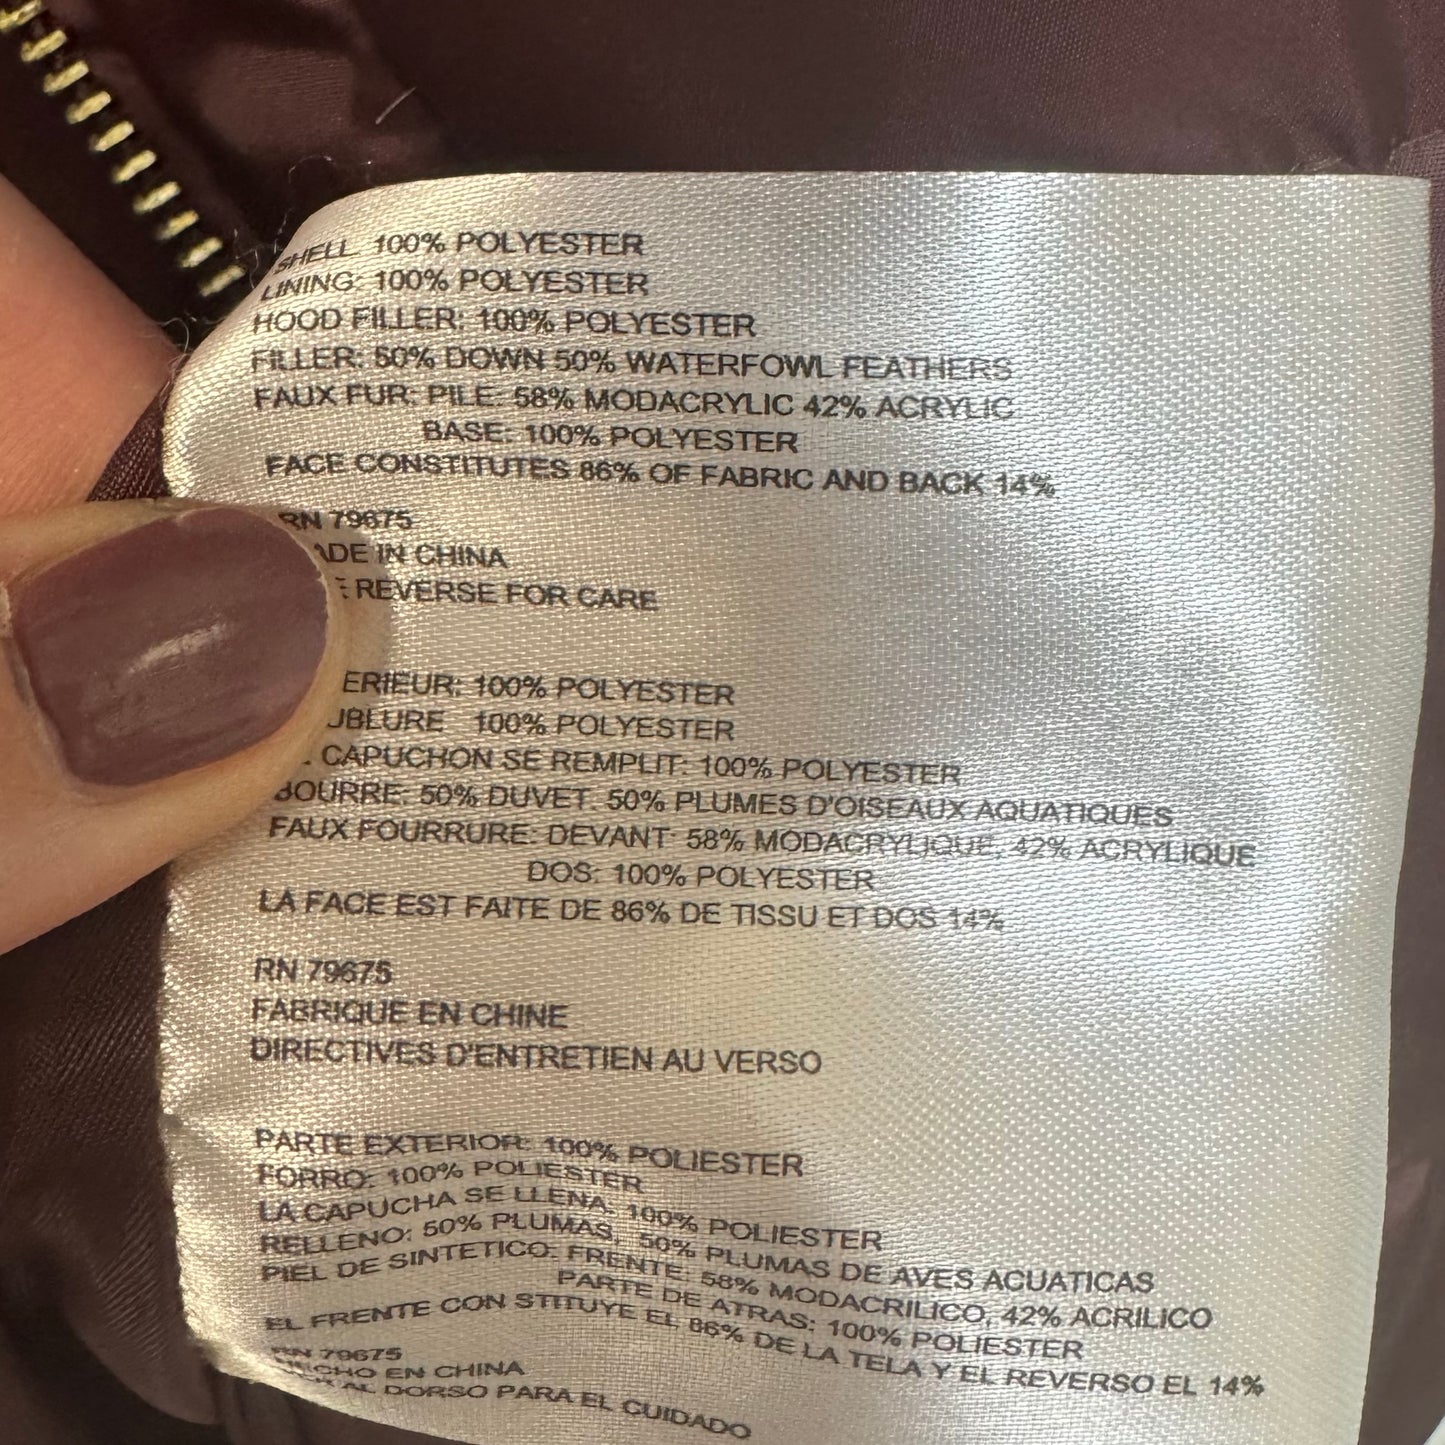 SHELL 100% POLYESTER
LINING: 100% POLYESTER
HOOD FILLER: 100% POLYESTER
FILLER: 50% DOWN 50% WATERFOWL FEATHERS
FAUX FUR: PILE: 58% MODACRYLIC 42% ACRYLIC
BASE: 100% POLYESTER
FACE CONSTITUTES 86% OF FABRIC AND BACK 14%
RN 79675
ADE IN CHINA
E REVERSE FOR CARE
ERIEUR: 100% POLYESTER
UBLURE 100% POLYESTER
CAPUCHON SE REMPLIT: 100% POLYESTER
BOURRE: 50% DUVET. 50% PLUMES D'OISEAUX AQUATIQUES
FAUX FOURRURE: DEVANT: 58% MODACRYLIQUE, 42% ACRYLIQUE
DOS: 100% POLYESTER
LA FACE EST FAITE DE 86% DE TISSU ET DOS 14%
RN 79675
FABRIQUE EN CHINE
DIRECTIVES D'ENTRETIEN AU VERSO
PARTE EXTERIOR: 100% POLIESTER
FORRO: 100% POLIESTER
LA CAPUCHA SE LLENA: 100% POLIESTER
RELLENO: 50% PLUMAS, 50% PLUMAS DE AVES ACUATICAS
PIEL DE SINTETICO: FRENTE: 58% MODACRILICO, 42% ACRILICO
PARTE DE ATRAS: 100% POLIESTER
EL FRENTE CON STITUYE EL 86% DE LA TELA Y EL REVERSO EL 14%
RN 79675
HECHO EN CHINA
AL DORSO PARA EL CUIDADO